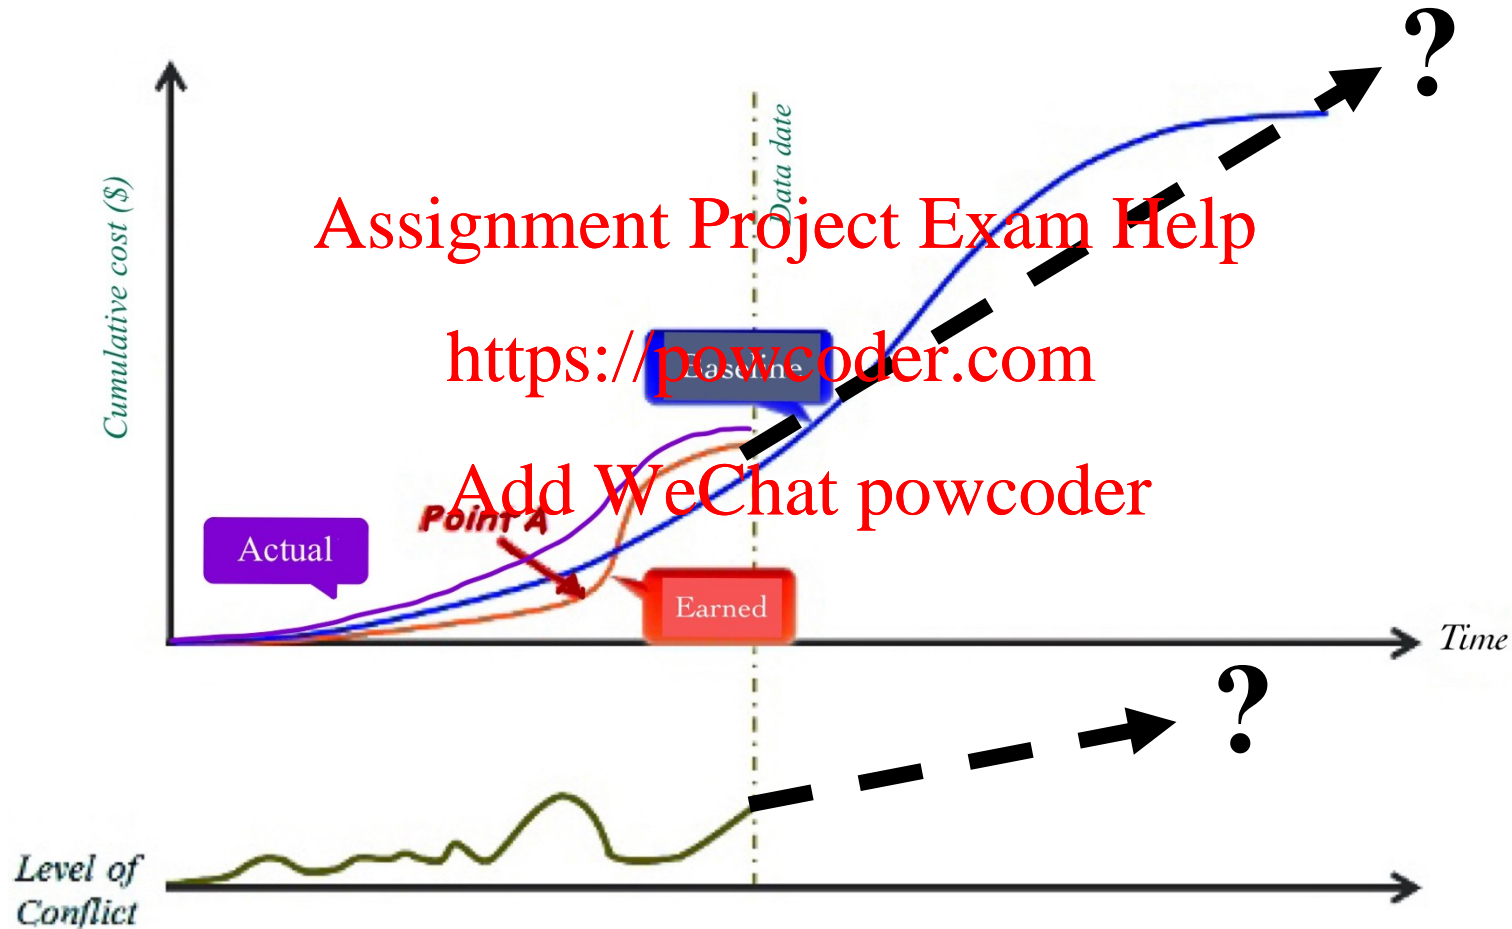 ?
Data date
Cumulative cost ($)
Assignment Project Exam Help
https://powcoder.com
Baseline
Add WeChat powcoder
Point A
Actual
Earned
Time
?
Level of
Conflict